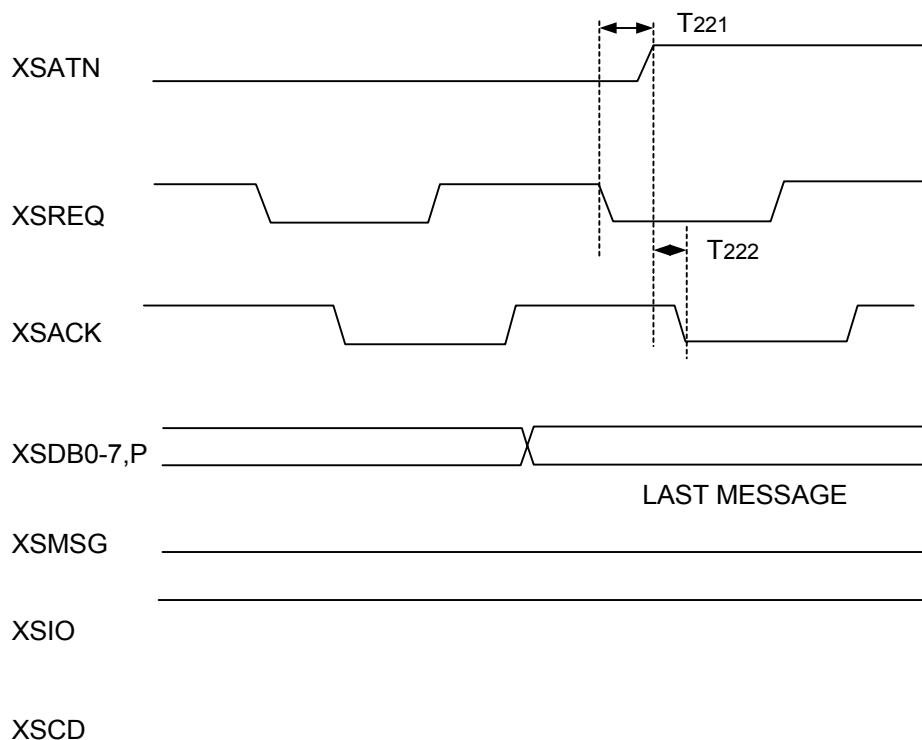 T221
XSATN
XSREQ
T222
XSACK
XSDB0-7,P
LAST MESSAGE
XSMSG
XSIO
XSCD